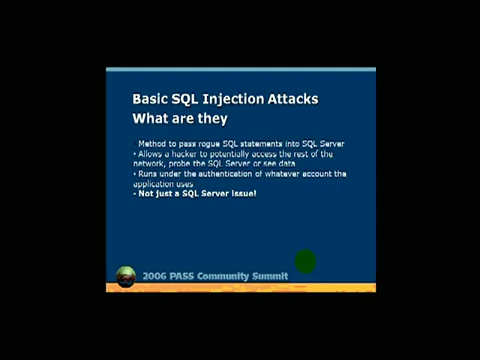 Basic SQL Injection Attacks
What are they
Method to pass rogue SQL statements into SQL Server
• Allows a hacker to potentially access the rest of the
network, probe the SQL Server or see data
• Runs under the authentication of whatever account the
application uses
• Not just a SQL Server issue!
2006 PASS Community Summit